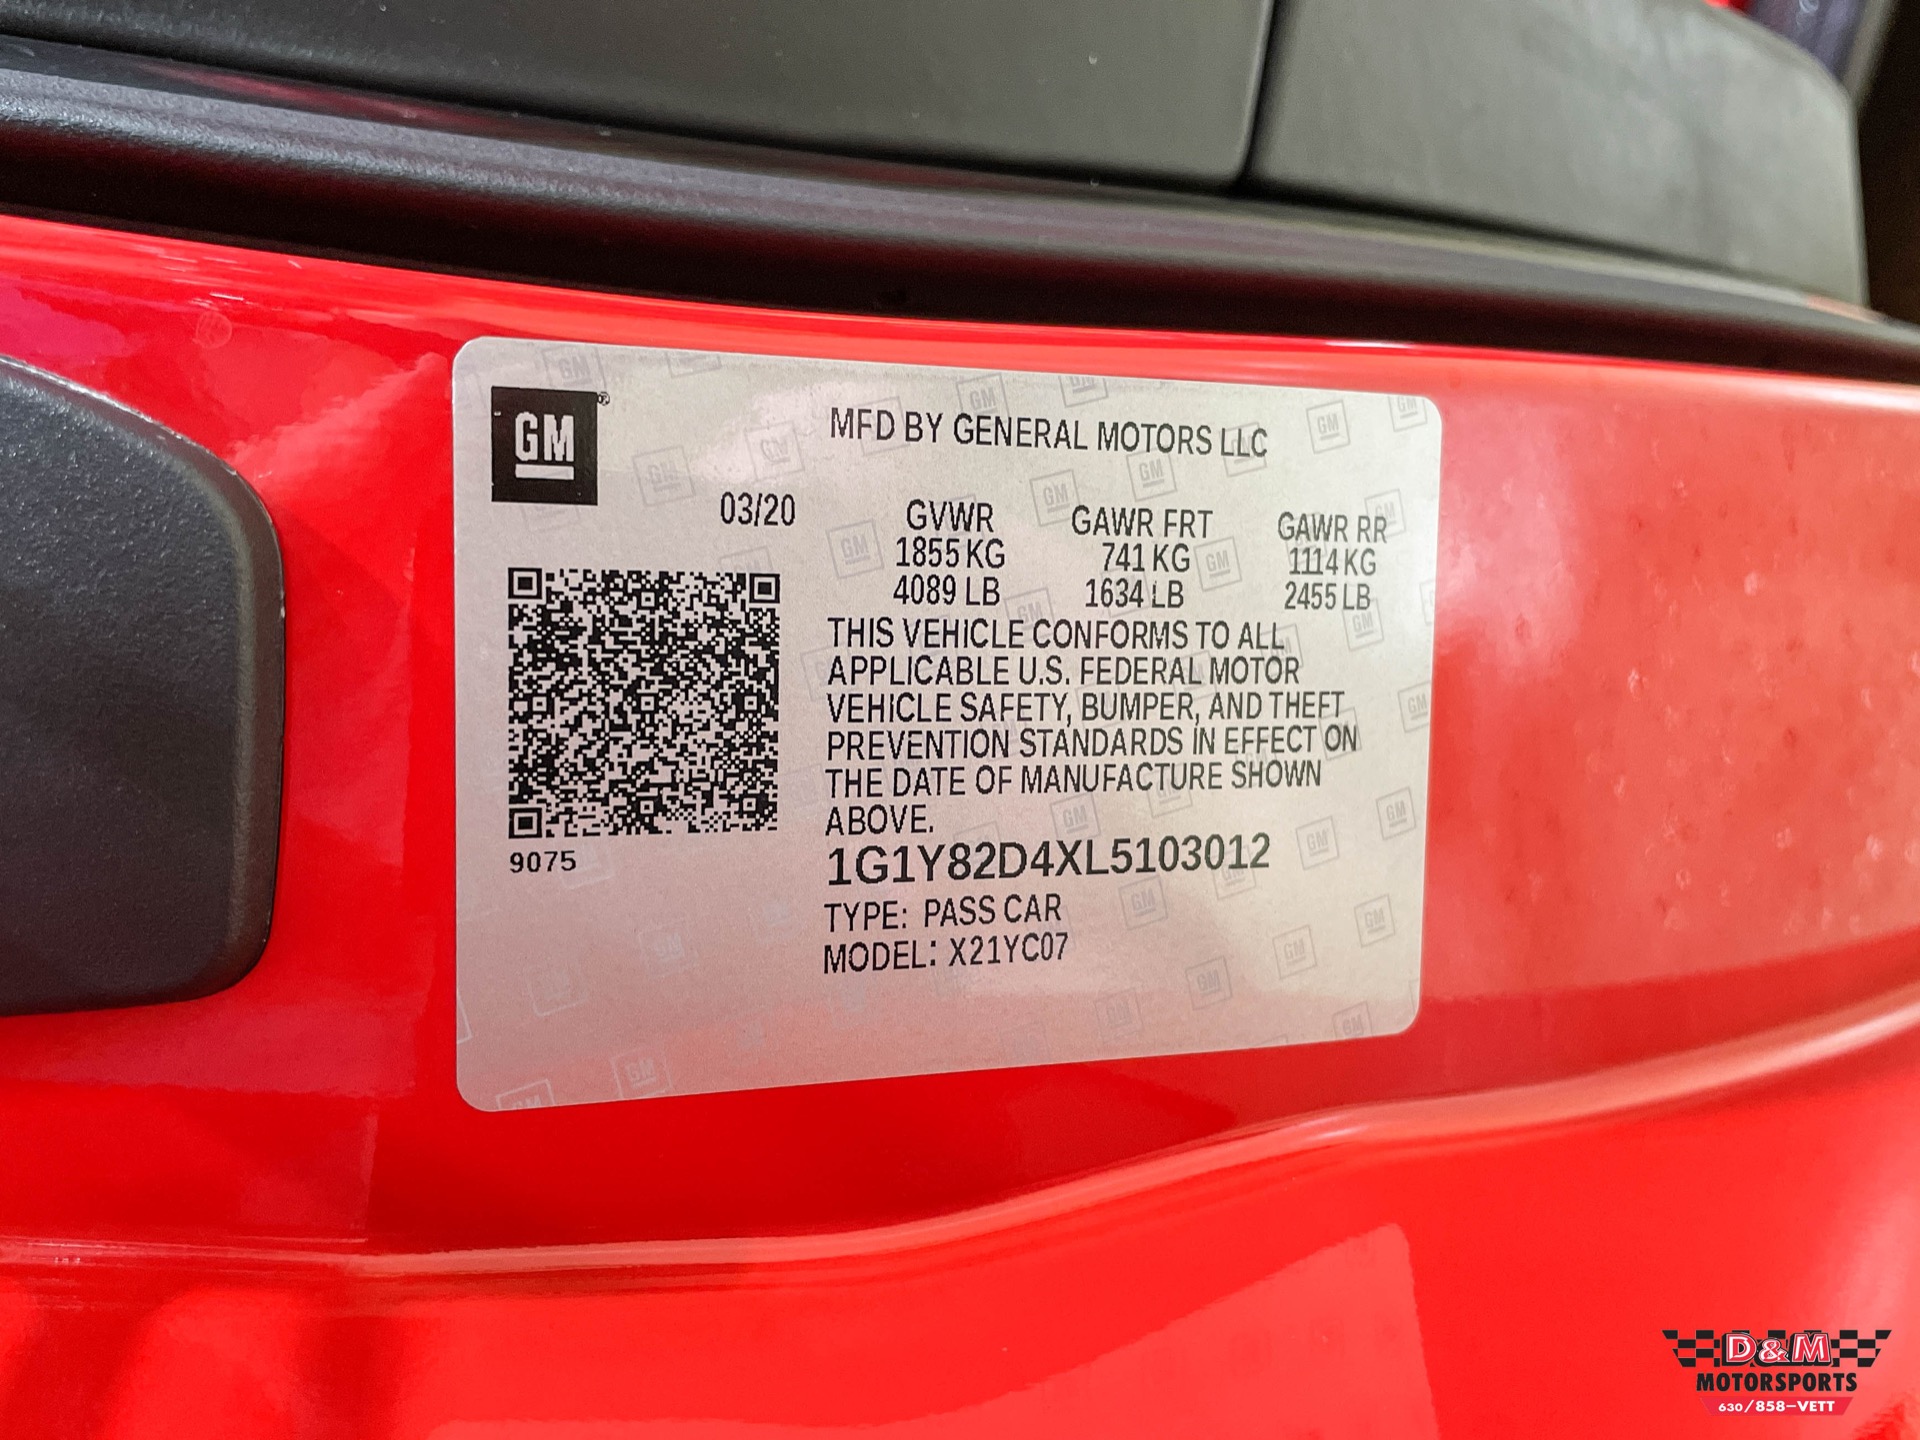 GM
MFD BY GENERAL MOTORS LLC
03/20
GVWR GAWR FRT GAWR RR
1855 KG 741 KG 1114 KG
4089 LB 1634 LB 2455 LB
THIS VEHICLE CONFORMS TO ALL
APPLICABLE U.S. FEDERAL MOTOR
VEHICLE SAFETY, BUMPER, AND THEFT
PREVENTION STANDARDS IN EFFECT ON
THE DATE OF MANUFACTURE SHOWN
ABOVE.
9075
1G1Y82D4XL5103012
TYPE: PASS CAR
MODEL: X21YC07
D&M
MOTORSPORTS
630/858-VETT